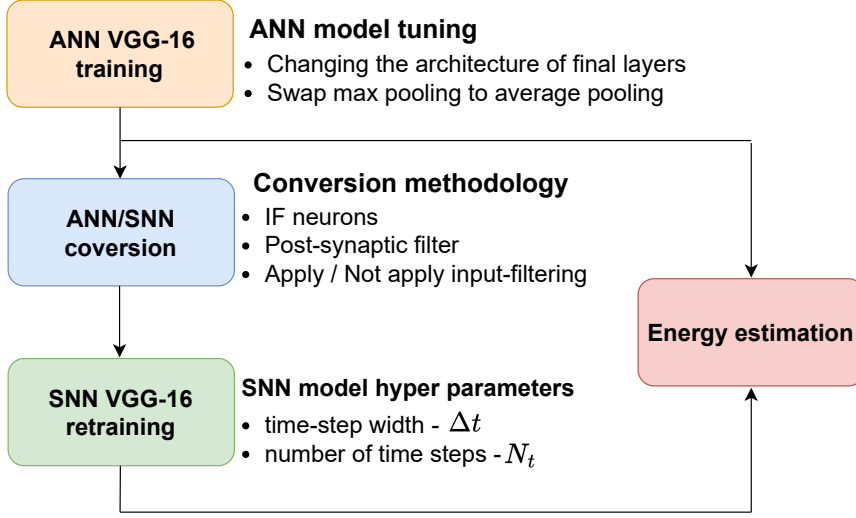 ANN VGG-16
training
ANN model tuning
• Changing the architecture of final layers
• Swap max pooling to average pooling
ANN/SNN
coversion
Conversion methodology
• IF neurons
• Post-synaptic filter
• Apply / Not apply input-filtering
Energy estimation
SNN VGG-16
retraining
SNN model hyper parameters
• time-step width - Δt
• number of time steps - N_t